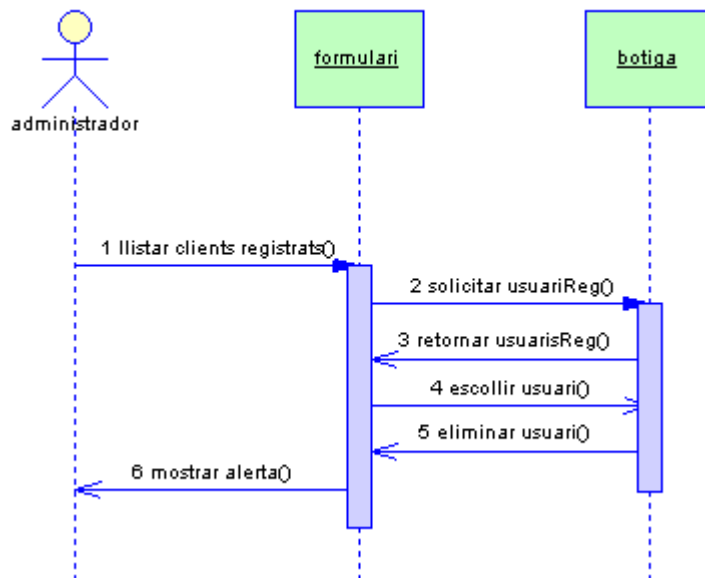 formulari
botiga
administrador
1 llistar clients registrats()
2 solicitar usuariReg()
3 retornar usuarisReg()
4 escollir usuari()
5 eliminar usuari()
6 mostrar alerta()